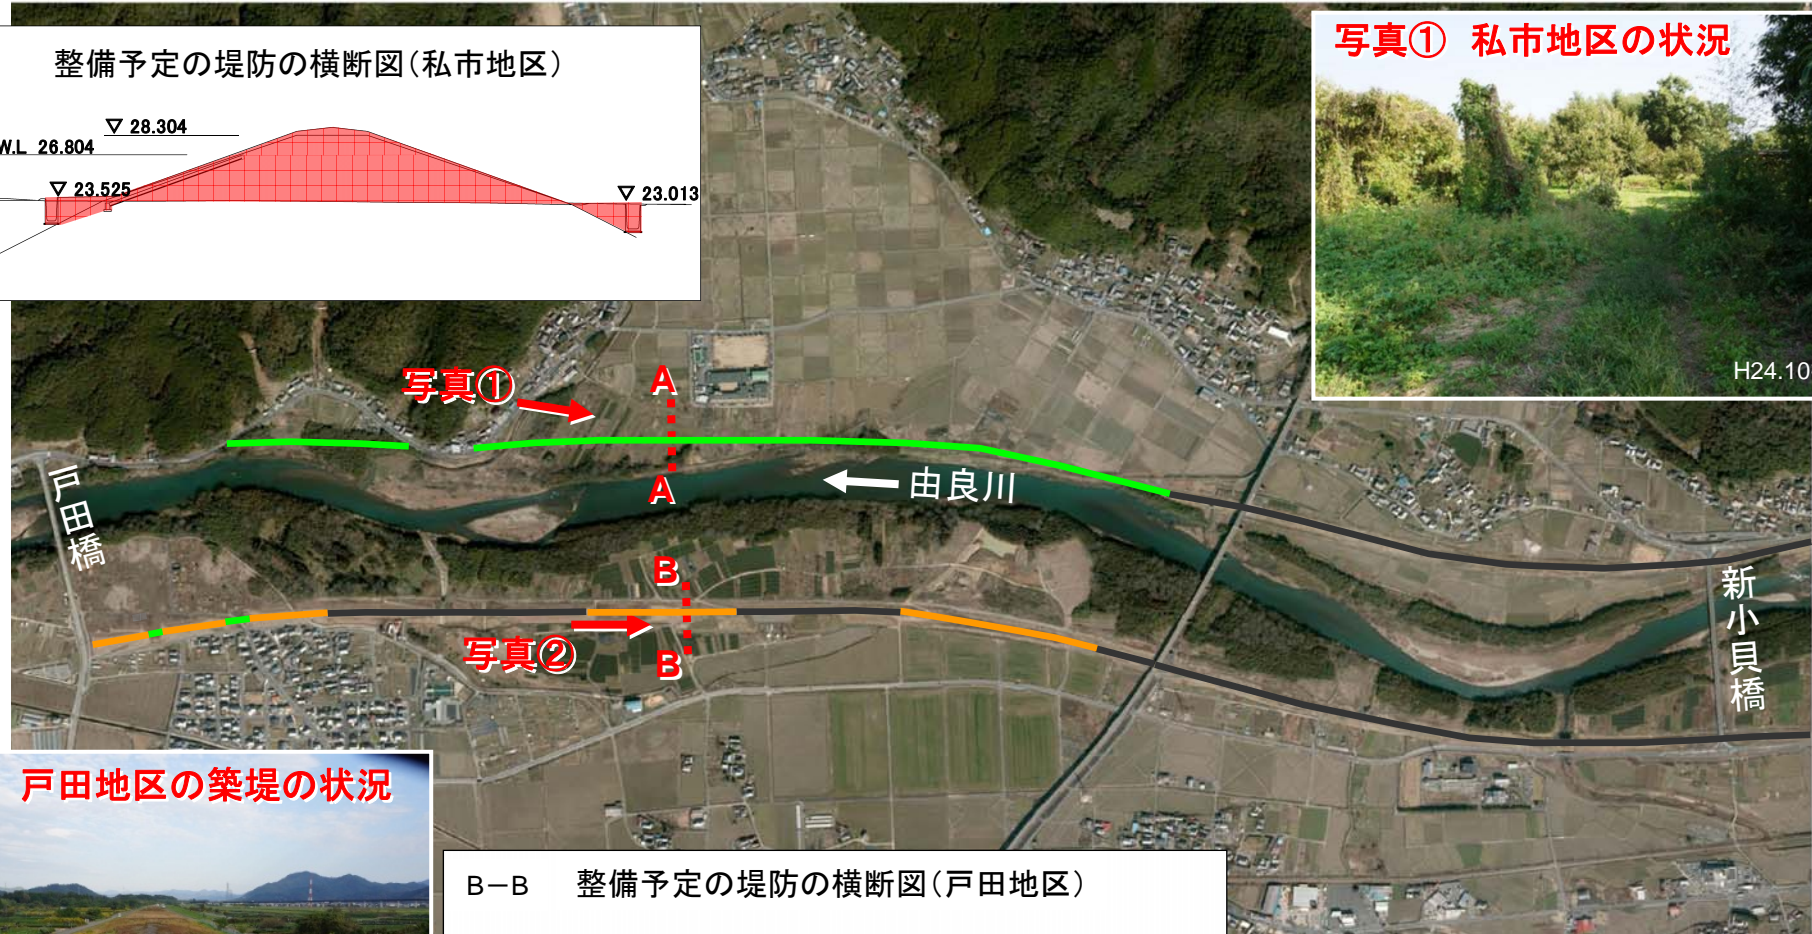 整備予定の堤防の横断図(私市地区)
▽ 28.304
W.L 26.804
▽ 23.525
▽ 23.013
写真① 私市地区の状況
H24.10
写真①
A
A
由良川
戸田橋
B
写真②
B
新小貝橋
戸田地区の築堤の状況
B−B 整備予定の堤防の横断図(戸田地区)